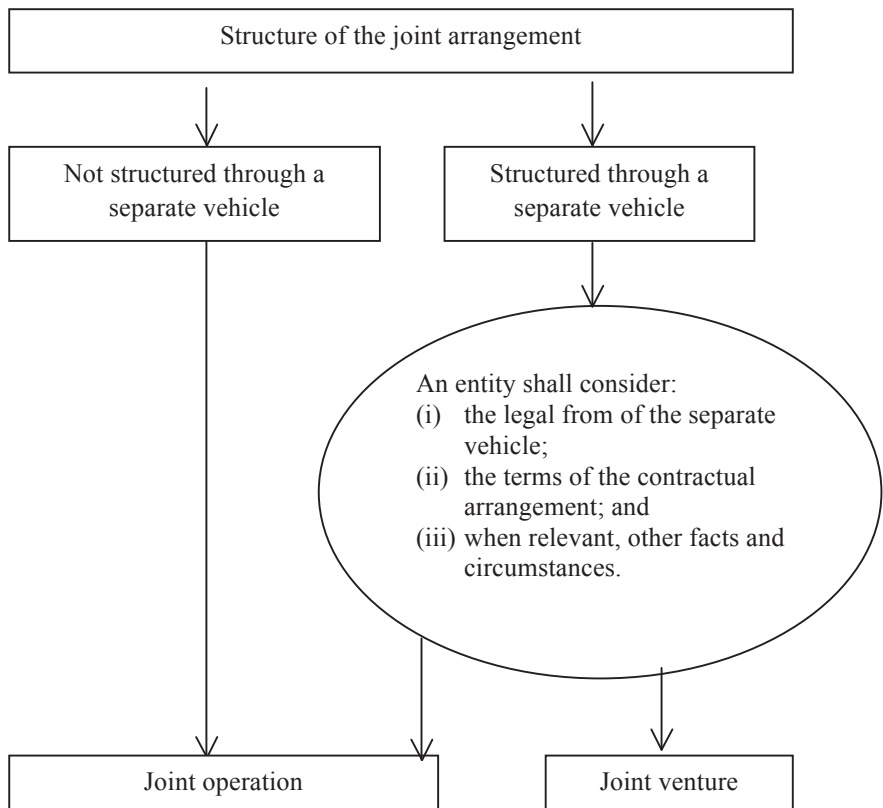 Structure of the joint arrangement
Not structured through a
separate vehicle
Structured through a
separate vehicle
An entity shall consider:
(i) the legal from of the separate
vehicle;
(ii) the terms of the contractual
arrangement; and
(iii) when relevant, other facts and
circumstances.
Joint operation
Joint venture